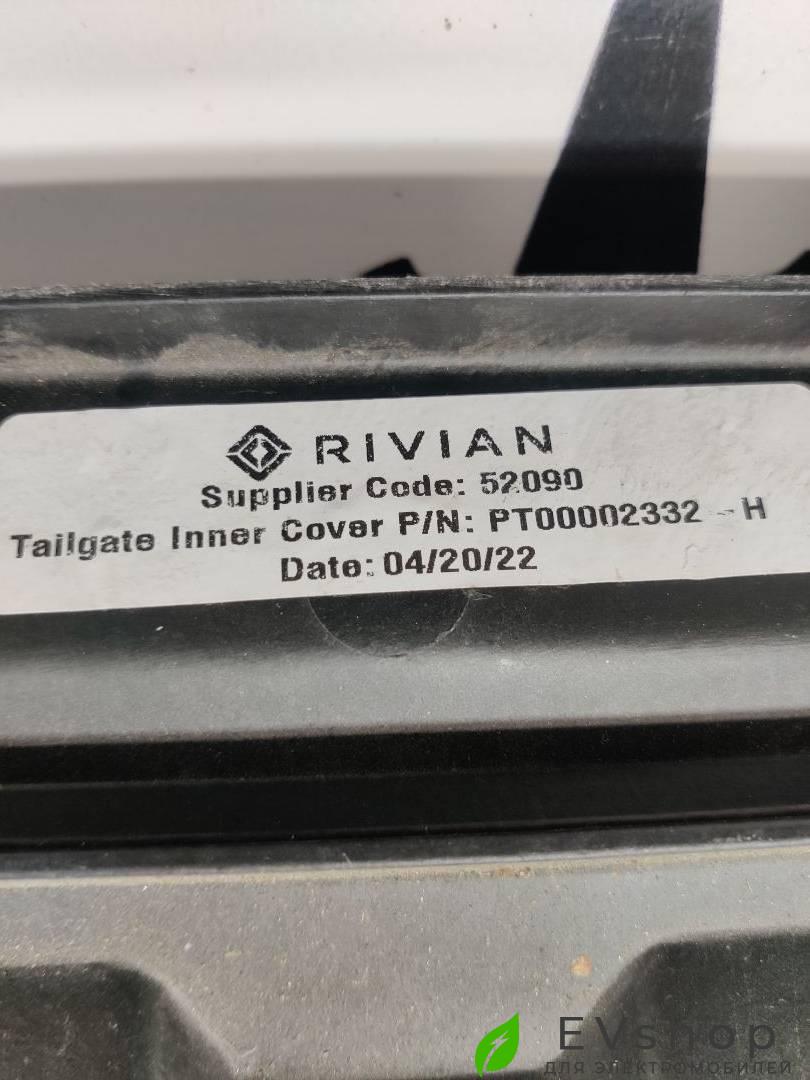 RIVIAN
Supplier Code: 52090
Tailgate Inner Cover P/N: PT00002332 -H
Date: 04/20/22
EVshop
ДЛЯ ЭЛЕКТРОМОБИЛЕЙ